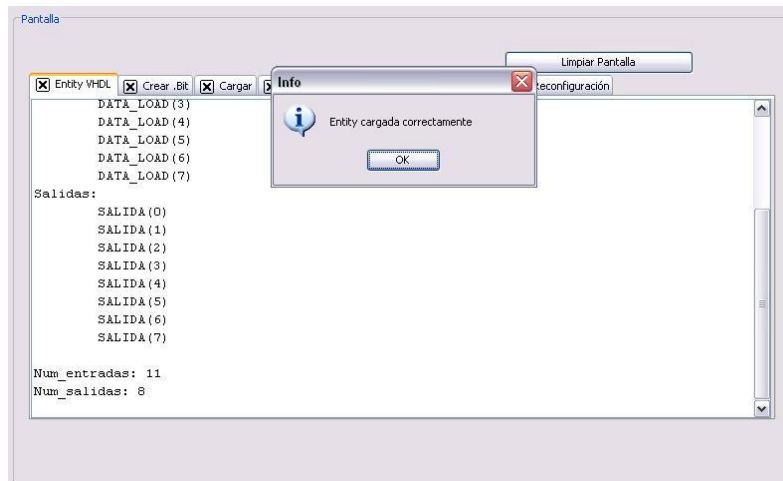 Pantalla
Limpiar Pantalla
Entity VHDL Crear .Bit Cargar
Info
Entity cargada correctamente
OK
DATA_LOAD(3)
DATA_LOAD(4)
DATA_LOAD(5)
DATA_LOAD(6)
DATA_LOAD(7)
Salidas:
SALIDA(0)
SALIDA(1)
SALIDA(2)
SALIDA(3)
SALIDA(4)
SALIDA(5)
SALIDA(6)
SALIDA(7)
Num_entradas: 11
Num_salidas: 8